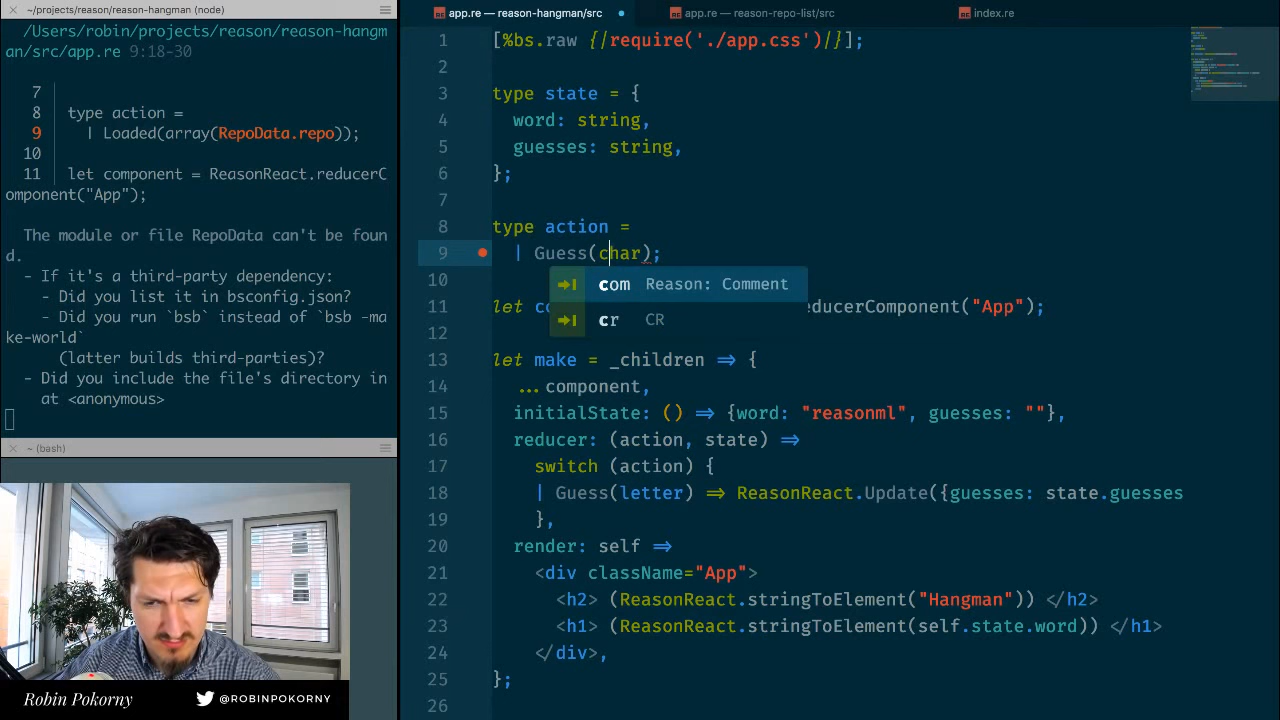 ~/projects/reason/reason-hangman (node)
/Users/robin/projects/reason/reason-hangm
an/src/app.re 9:18-30
7
8 type action =
9 | Loaded(array(RepoData.repo));
10
11 let component = ReasonReact.reducerC
omponent("App");
The module or file RepoData can't be foun
d.
- If it's a third-party dependency:
- Did you list it in bsconfig.json?
- Did you run `bsb` instead of `bsb -ma
ke-world`
(latter builds third-parties)?
- Did you include the file's directory in
at <anonymous>
~ (bash)
Robin Pokorny
@ROBINPOKORNY
app.re — reason-hangman/src
app.re — reason-repo-list/src
index.re
1 [%bs.raw {|require('./app.css')|}];
2
3 type state = {
4 word: string,
5 guesses: string,
6 };
7
8 type action =
9 | Guess(char);
com Reason: Comment
10
11 let co educerComponent("App");
cr CR
12
13 let make = _children => {
14 ...component,
15 initialState: () => {word: "reasonml", guesses: ""},
16 reducer: (action, state) =>
17 switch (action) {
18 | Guess(letter) => ReasonReact.Update({guesses: state.guesses
19 },
20 render: self =>
21 <div className="App">
22 <h2> (ReasonReact.stringToElement("Hangman")) </h2>
23 <h1> (ReasonReact.stringToElement(self.state.word)) </h1>
24 </div>,
25 };
26